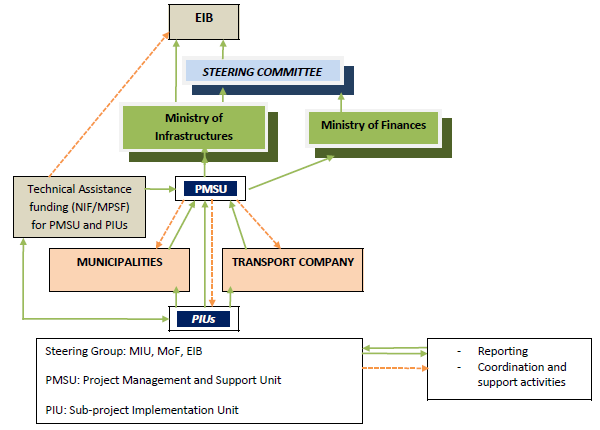 EIB
STEERING COMMITTEE
Ministry of
Infrastructures
Ministry of Finances
Technical Assistance
funding (NIF/MPSF)
for PMSU and PIUs
PMSU
MUNICIPALITIES
TRANSPORT COMPANY
PIUs
Steering Group: MIU, MoF, EIB
PMSU: Project Management and Support Unit
PIU: Sub-project Implementation Unit
- Reporting
- Coordination and
support activities